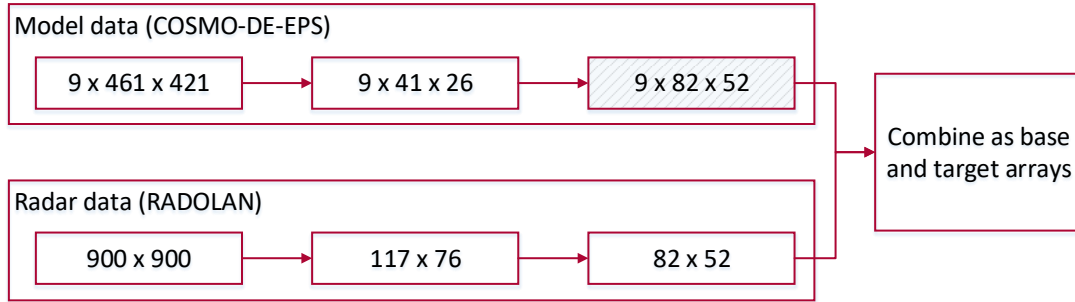 Model data (COSMO-DE-EPS)
9 x 461 x 421
9 x 41 x 26
9 x 82 x 52
Combine as base
and target arrays
Radar data (RADOLAN)
900 x 900
117 x 76
82 x 52